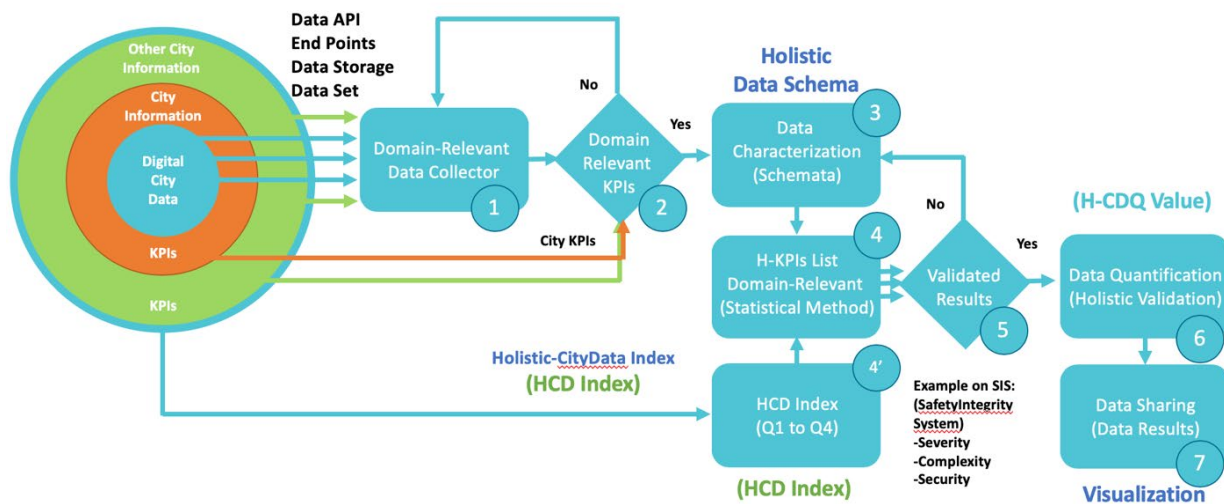 Other City
Information
City
Information
Digital
City
Data
KPIs
KPIs
Data API
End Points
Data Storage
Data Set
Domain-Relevant
Data Collector
1
No
Domain
Relevant
KPIs
2
Yes
City KPIs
Holistic
Data Schema
3
Data
Characterization
(Schemata)
4
H-KPIs List
Domain-Relevant
(Statistical Method)
Holistic-CityData Index
(HCD Index)
4'
HCD Index
(Q1 to Q4)
(HCD Index)
No
Validated
Results
5
Yes
Example on SIS:
(SafetyIntegrity
System)
-Severity
-Complexity
-Security
(H-CDQ Value)
Data Quantification
(Holistic Validation)
6
Data Sharing
(Data Results)
7
Visualization